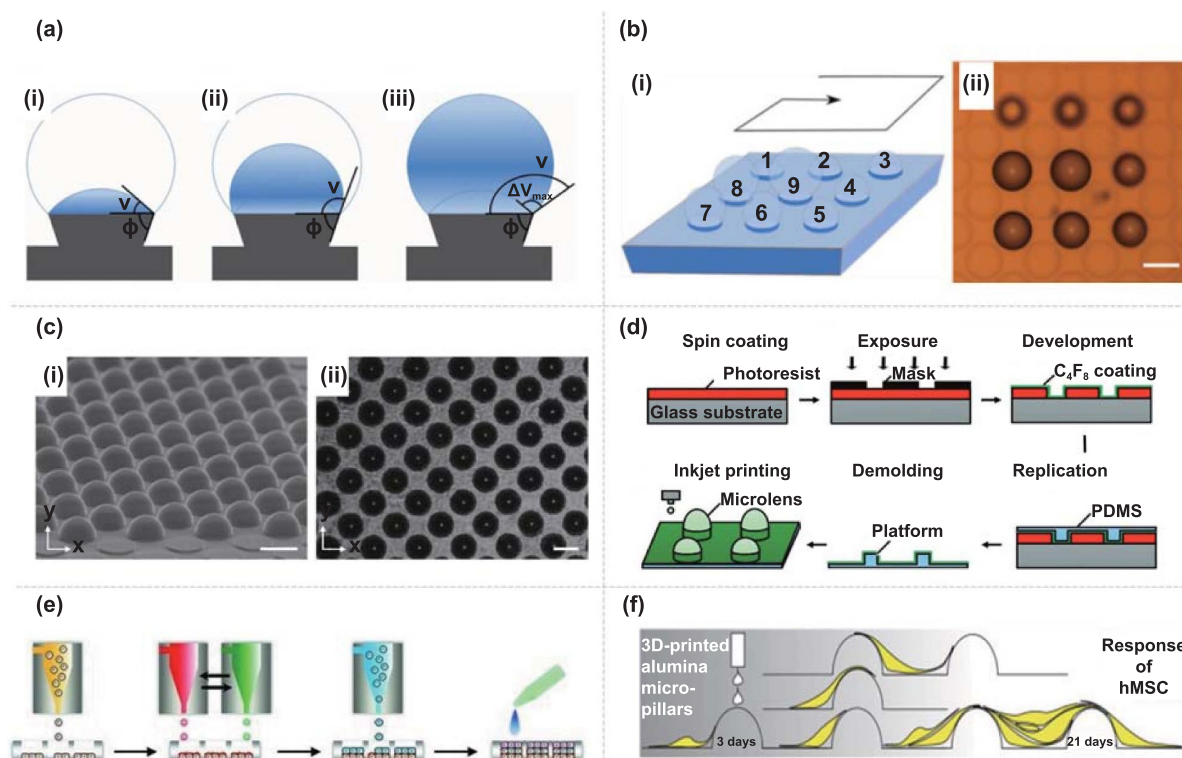 (a)
(i)
(ii)
(iii)
v
ϕ
v
ϕ
v
ΔVmax
ϕ
(b)
(i)
(ii)
1 2 3
8 9 4
7 6 5
(c)
(i)
(ii)
y
x
y
x
(d)
Spin coating
Exposure
Development
Photoresist
Mask
C₄F₈ coating
Glass substrate
Inkjet printing
Demolding
Replication
Microlens
Platform
PDMS
(e)
(f)
3D-printed
alumina
micro-
pillars
Response
of
hMSC
3 days
21 days